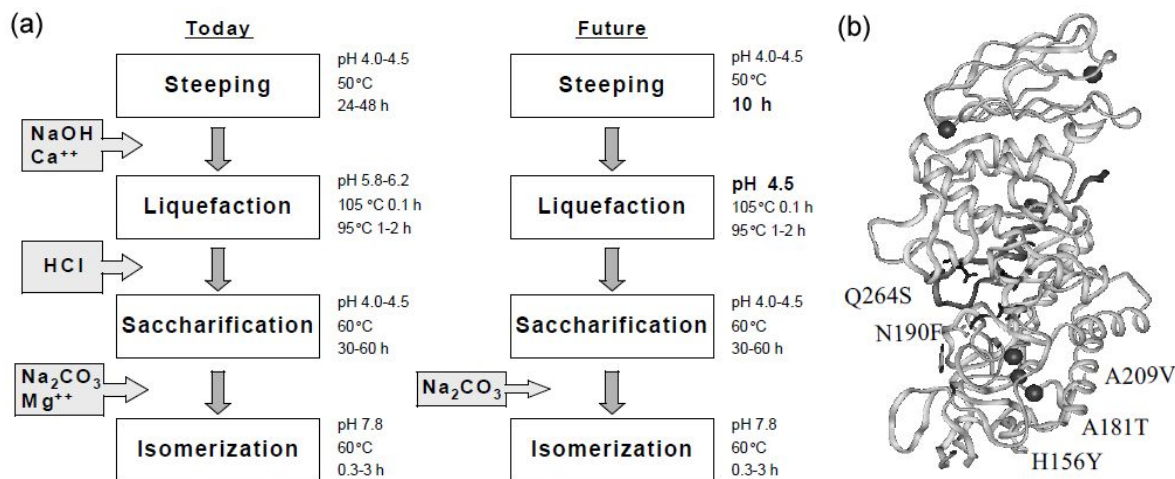 (a)
Today
Steeping
pH 4.0-4.5
50°C
24-48 h
NaOH
Ca⁺⁺
Liquefaction
pH 5.8-6.2
105 °C 0.1 h
95°C 1-2 h
HCl
Saccharification
pH 4.0-4.5
60°C
30-60 h
Na₂CO₃
Mg⁺⁺
Isomerization
pH 7.8
60°C
0.3-3 h
Future
Steeping
pH 4.0-4.5
50°C
10 h
Liquefaction
pH 4.5
105°C 0.1 h
95°C 1-2 h
Saccharification
pH 4.0-4.5
60°C
30-60 h
Na₂CO₃
Isomerization
pH 7.8
60°C
0.3-3 h
(b)
Q264S
N190F
A209V
A181T
H156Y